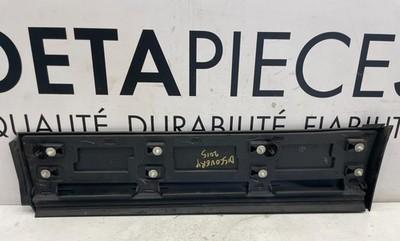 DETAPIECES
QUALITÉ DURABILITÉ FIABILITÉ
DISCOVERY
2015